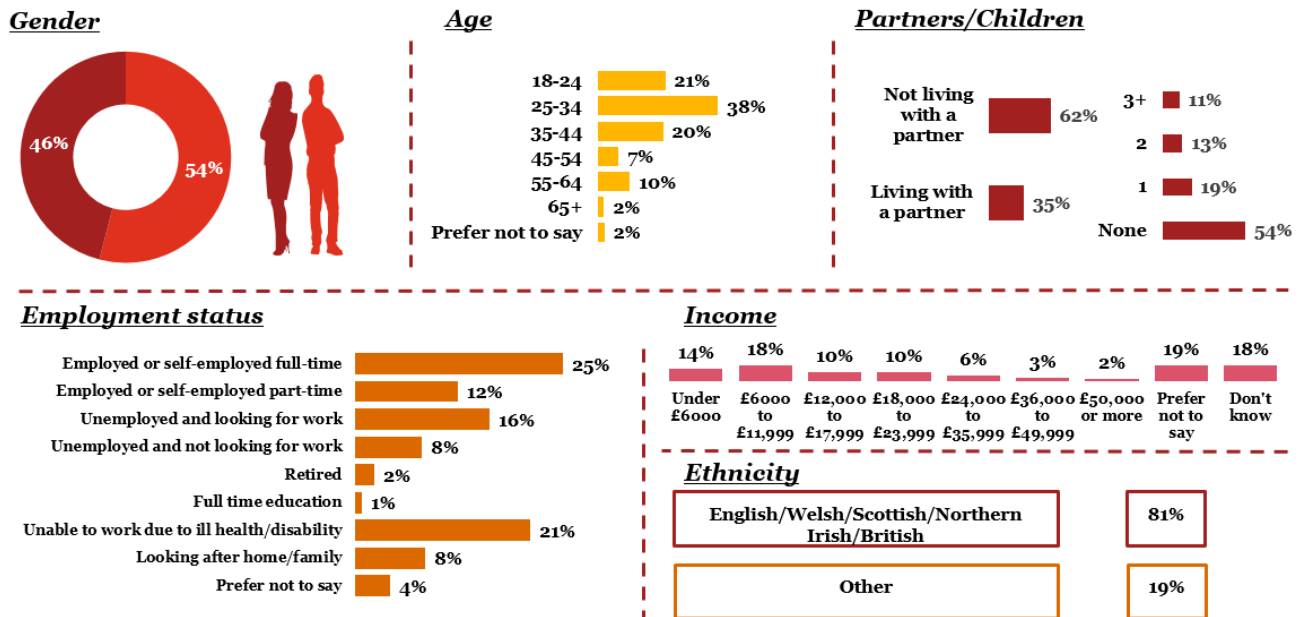 Gender
46%
54%
Age
18-24 21%
25-34 38%
35-44 20%
45-54 7%
55-64 10%
65+ 2%
Prefer not to say 2%
Partners/Children
Not living
with a
partner
62%
Living with
a partner
35%
3+ 11%
2 13%
1 19%
None 54%
Employment status
Employed or self-employed full-time 25%
Employed or self-employed part-time 12%
Unemployed and looking for work 16%
Unemployed and not looking for work 8%
Retired 2%
Full time education 1%
Unable to work due to ill health/disability 21%
Looking after home/family 8%
Prefer not to say 4%
Income
14% 18% 10% 10% 6% 3% 2% 19% 18%
Under £6000 £12,000 £18,000 £24,000 £36,000 £50,000 Prefer Don't
£6000 to to to to to or more not to know
£11,999 £17,999 £23,999 £35,999 £49,999 say
Ethnicity
English/Welsh/Scottish/Northern
Irish/British
81%
Other
19%